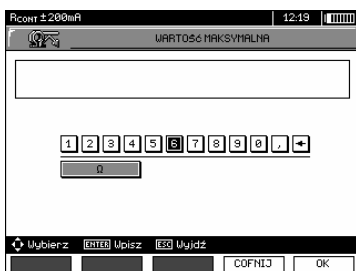 RCONT ±200mA 12:19
WARTOŚĆ MAKSYMALNA
1 2 3 4 5 6 7 8 9 0 , ←
Ω
Wybierz ENTER Wpisz ESC Wyjdź
COFNIJ OK